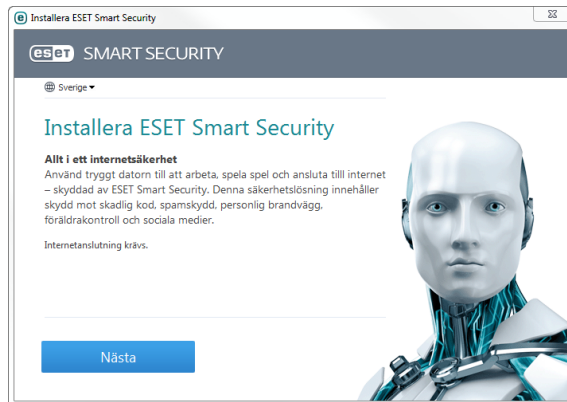 Installera ESET Smart Security
eset SMART SECURITY
Sverige
Installera ESET Smart Security
Allt i ett internetsäkerhet
Använd tryggt datorn till att arbeta, spela spel och ansluta tilll internet
– skyddad av ESET Smart Security. Denna säkerhetslösning innehåller
skydd mot skadlig kod, spamskydd, personlig brandvägg,
föräldrakontroll och sociala medier.
Internetanslutning krävs.
Nästa